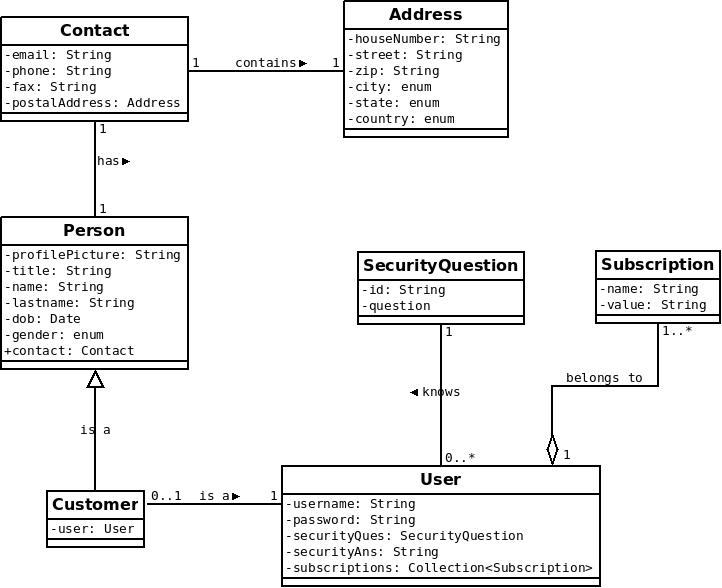 Contact
-email: String
-phone: String
-fax: String
-postalAddress: Address
1 contains► 1
Address
-houseNumber: String
-street: String
-zip: String
-city: enum
-state: enum
-country: enum
1
has►
1
Person
-profilePicture: String
-title: String
-name: String
-lastname: String
-dob: Date
-gender: enum
+contact: Contact
SecurityQuestion
-id: String
-question
Subscription
-name: String
-value: String
1
1..*
belongs to
◄knows
is a
0..*
1
Customer
-user: User
0..1 is a► 1
User
-username: String
-password: String
-securityQues: SecurityQuestion
-securityAns: String
-subscriptions: Collection<Subscription>